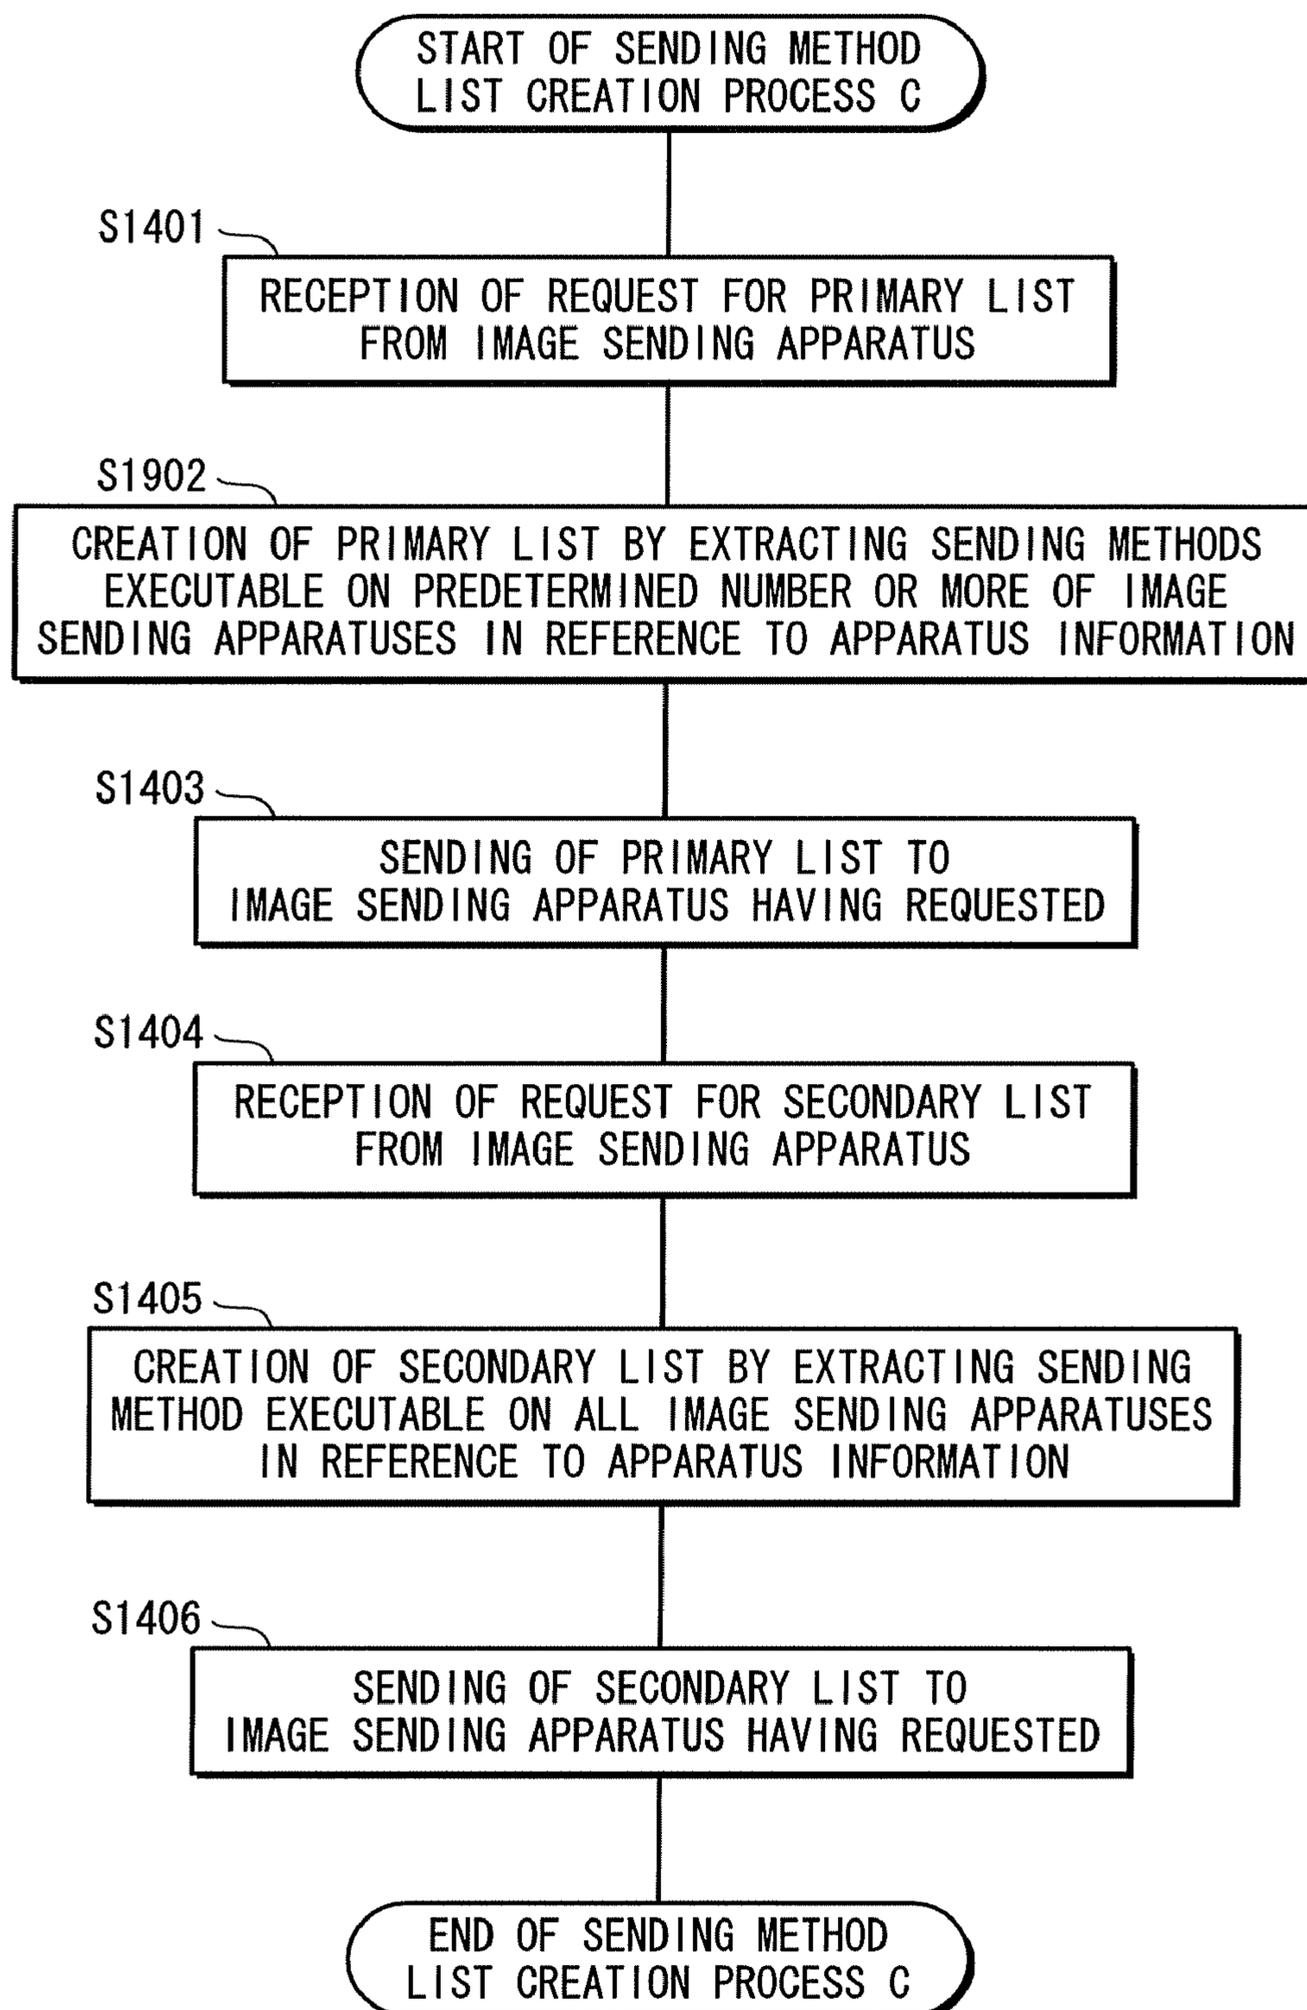 START OF SENDING METHOD
LIST CREATION PROCESS C
S1401
RECEPTION OF REQUEST FOR PRIMARY LIST
FROM IMAGE SENDING APPARATUS
S1902
CREATION OF PRIMARY LIST BY EXTRACTING SENDING METHODS
EXECUTABLE ON PREDETERMINED NUMBER OR MORE OF IMAGE
SENDING APPARATUSES IN REFERENCE TO APPARATUS INFORMATION
S1403
SENDING OF PRIMARY LIST TO
IMAGE SENDING APPARATUS HAVING REQUESTED
S1404
RECEPTION OF REQUEST FOR SECONDARY LIST
FROM IMAGE SENDING APPARATUS
S1405
CREATION OF SECONDARY LIST BY EXTRACTING SENDING
METHOD EXECUTABLE ON ALL IMAGE SENDING APPARATUSES
IN REFERENCE TO APPARATUS INFORMATION
S1406
SENDING OF SECONDARY LIST TO
IMAGE SENDING APPARATUS HAVING REQUESTED
END OF SENDING METHOD
LIST CREATION PROCESS C